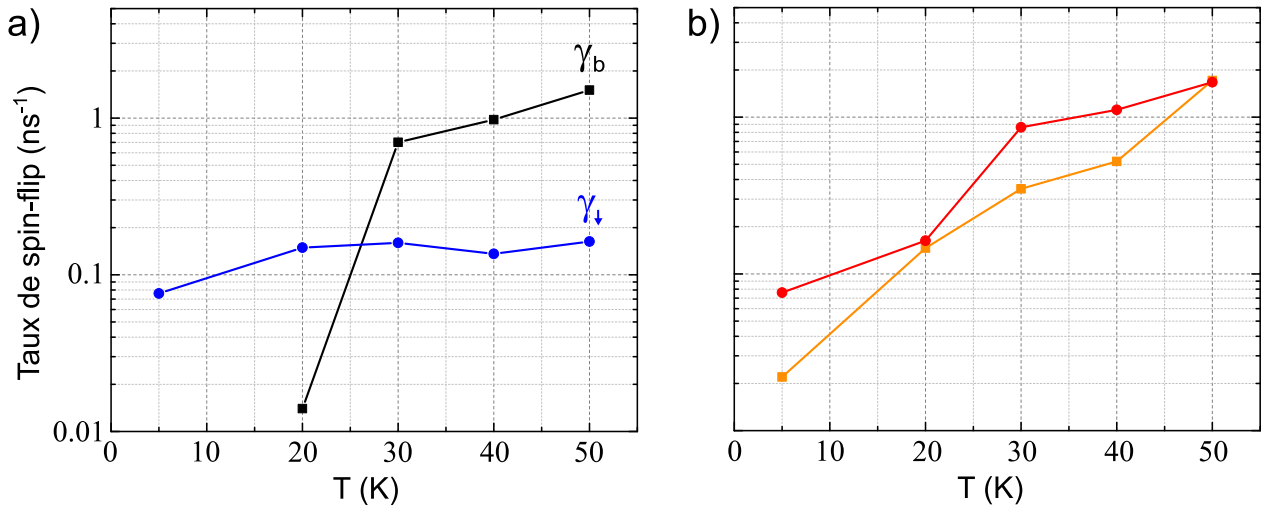 a)
γb
γ↓
Taux de spin-flip (ns-1)
1
0.1
0.01
0 10 20 30 40 50
T (K)
b)
0 10 20 30 40 50
T (K)